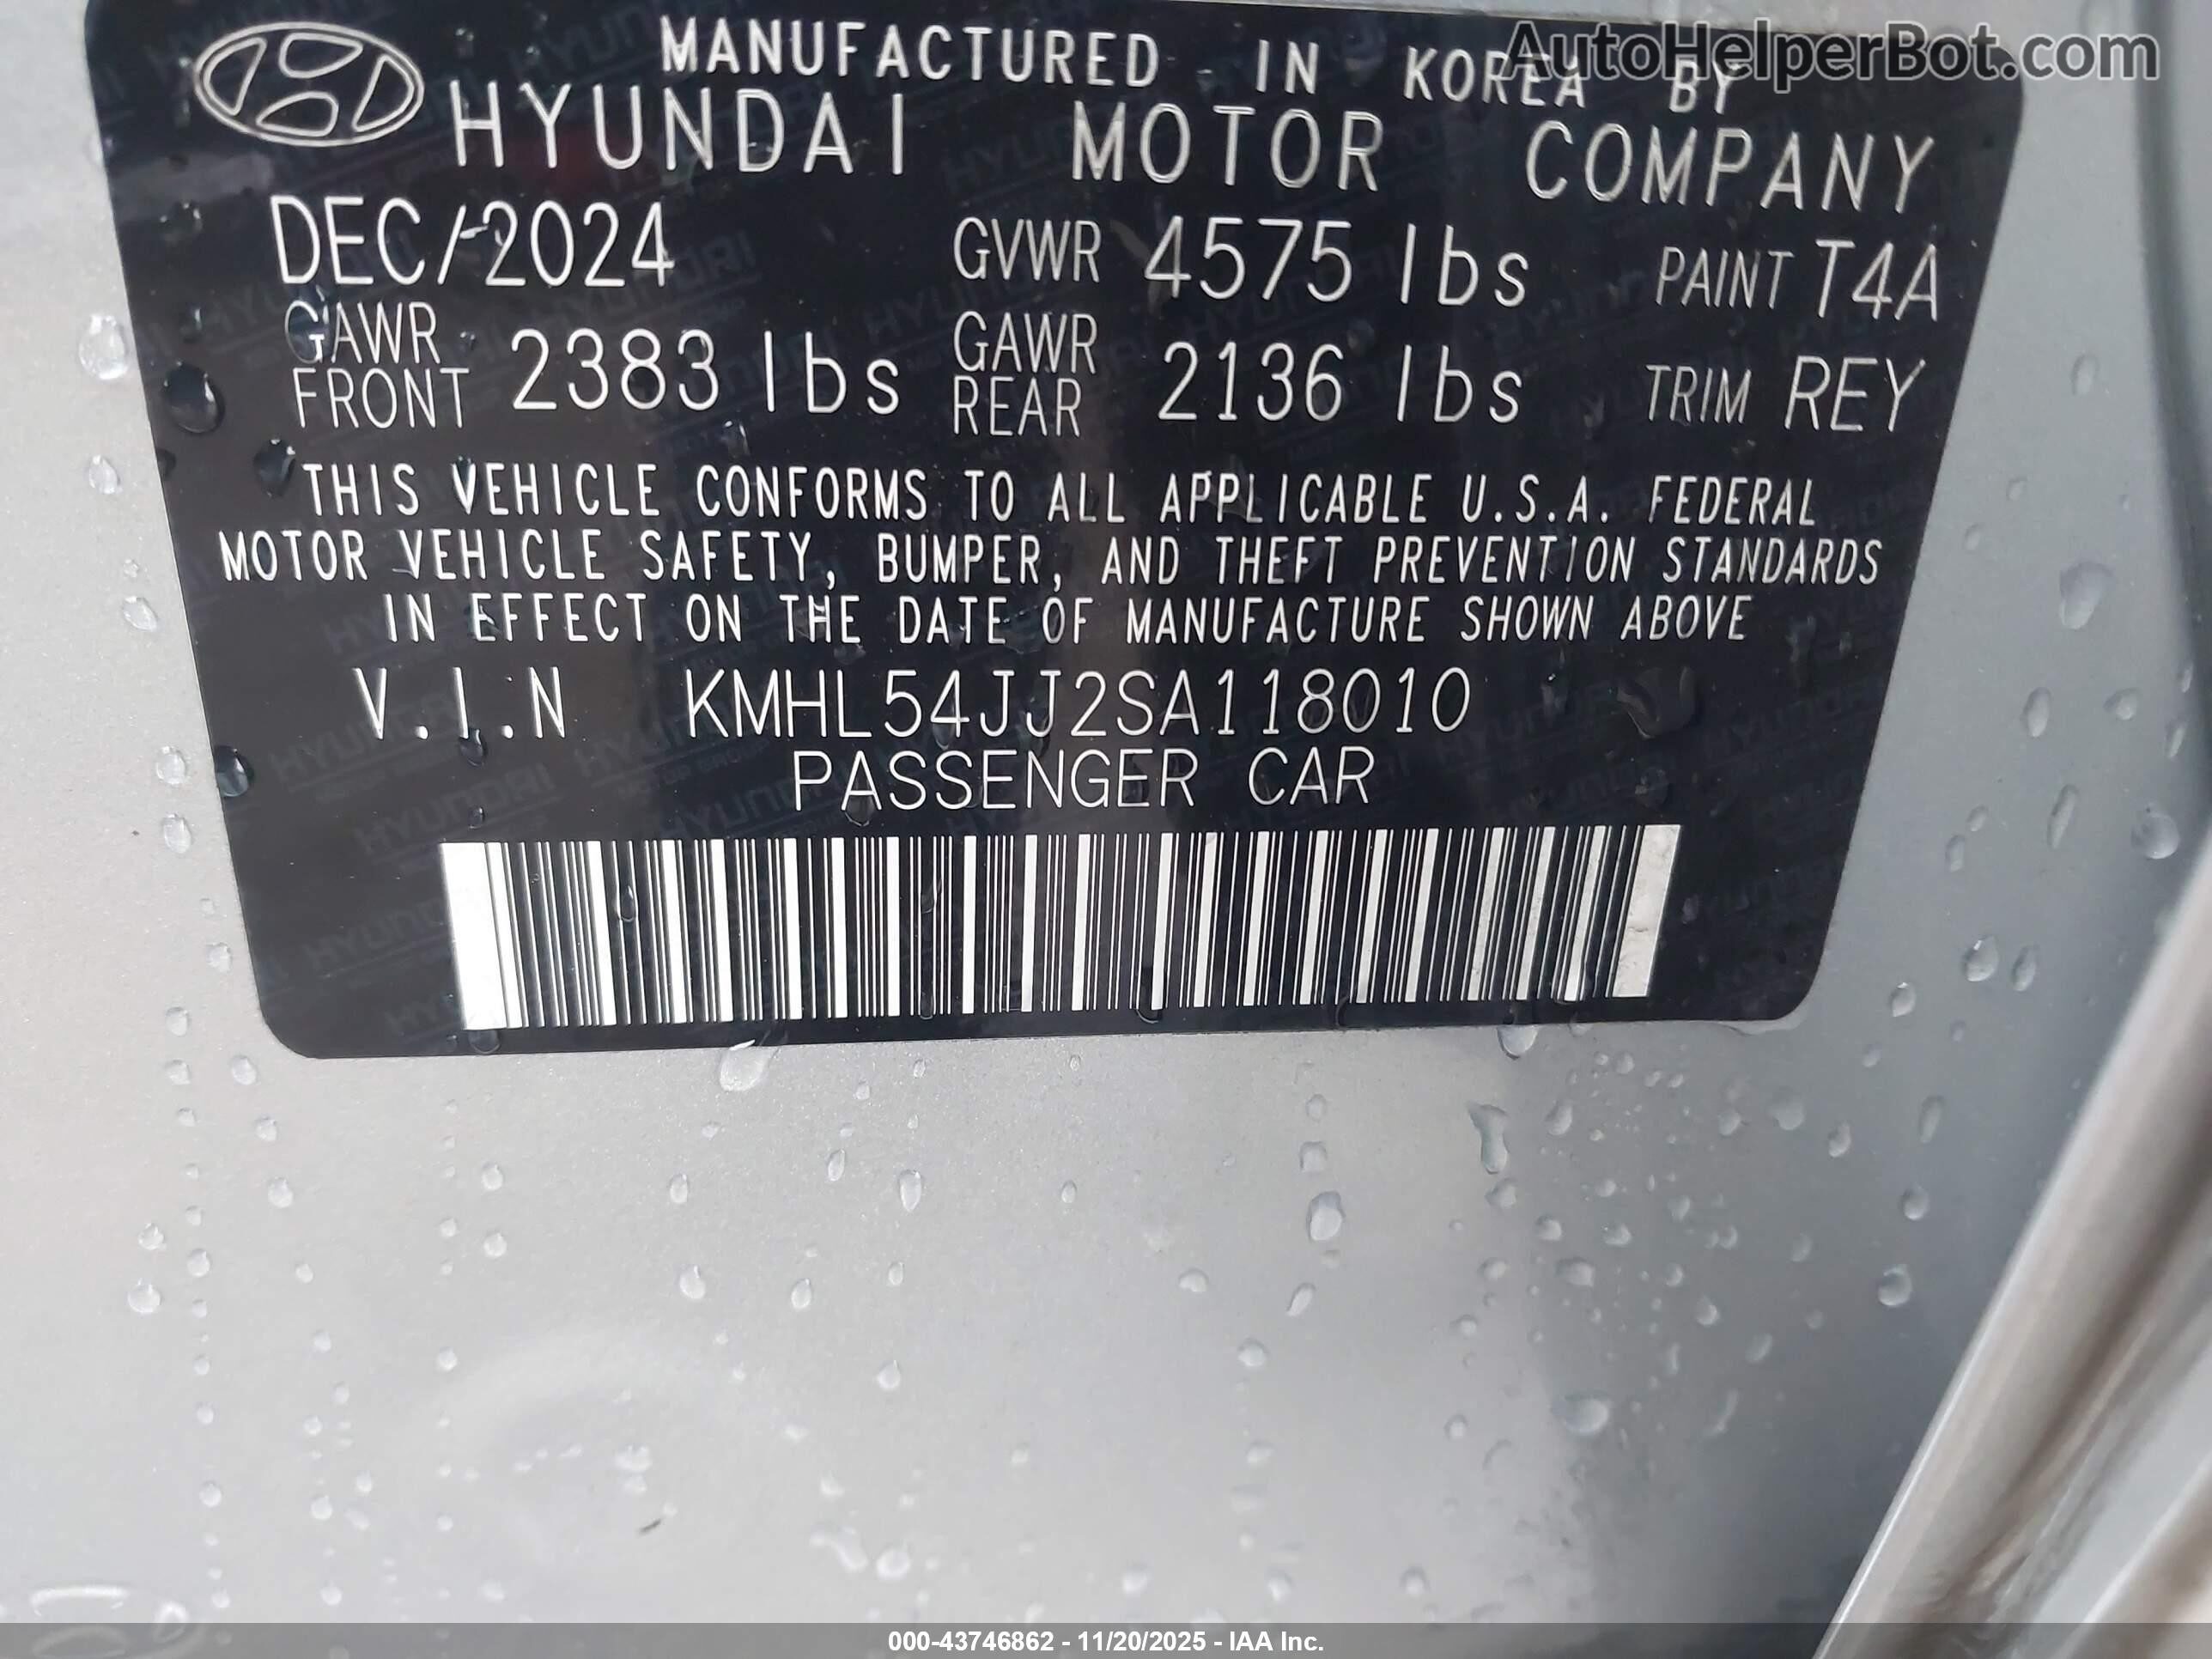 AutoHelperBot.com
MANUFACTURED IN KOREA BY
HYUNDAI MOTOR COMPANY
DEC/2024 GVWR 4575 lbs PAINT T4A
GAWR FRONT 2383 lbs GAWR REAR 2136 lbs TRIM REY
THIS VEHICLE CONFORMS TO ALL APPLICABLE U.S.A. FEDERAL
MOTOR VEHICLE SAFETY, BUMPER, AND THEFT PREVENTION STANDARDS
IN EFFECT ON THE DATE OF MANUFACTURE SHOWN ABOVE
V.I.N KMHL54JJ2SA118010
PASSENGER CAR
000-43746862 - 11/20/2025 - IAA Inc.